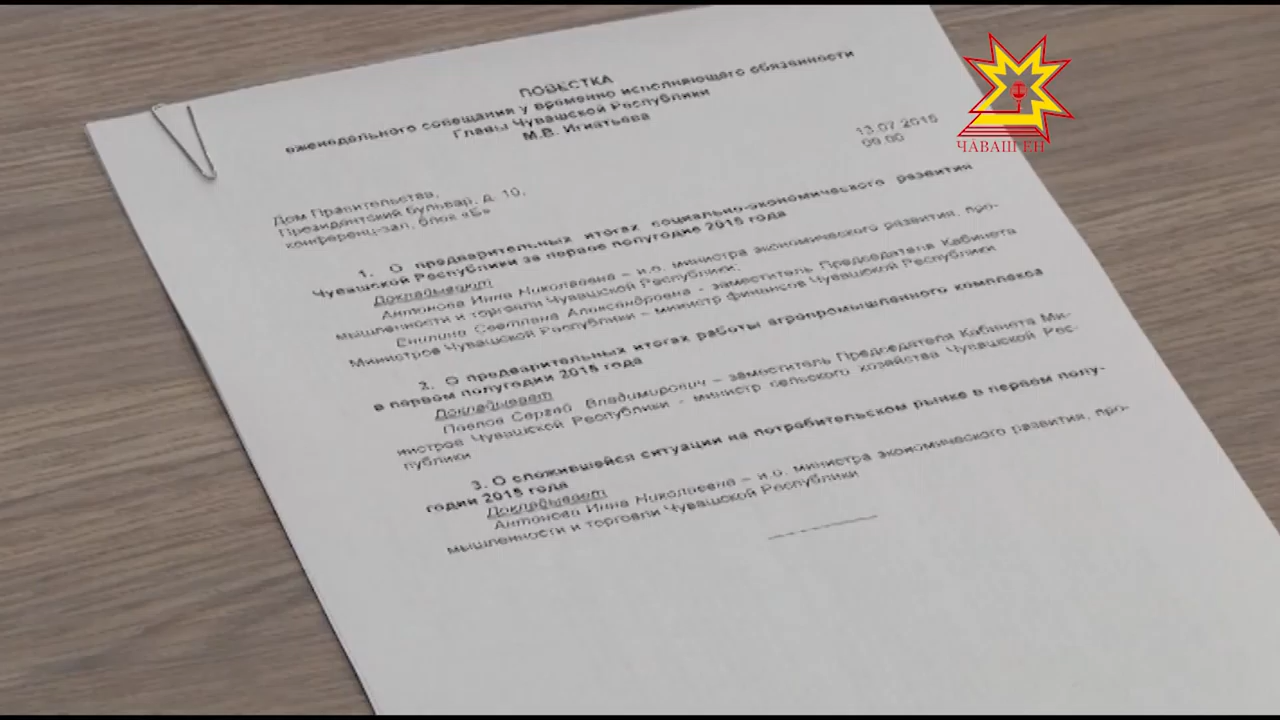 ПОВЕСТКА
еженедельного совещания у временно исполняющего обязанности
Главы Чувашской Республики
М.В. Игнатьева
13.07.2015
09.00
Дом Правительства,
Президентский бульвар, д. 10,
конференц-зал, блок «Б»
1. О предварительных итогах социально-экономического развития
Чувашской Республики за первое полугодие 2015 года
Докладывают
Антонова Инна Николаевна – и.о. министра экономического развития, про-
мышленности и торговли Чувашской Республики;
Енилина Светлана Александровна - заместитель Председателя Кабинета
Министров Чувашской Республики – министр финансов Чувашской Республики
2. О предварительных итогах работы агропромышленного комплекса
в первом полугодии 2015 года
Докладывает
Павлов Сергей Владимирович – заместитель Председателя Кабинета Ми-
нистров Чувашской Республики - министр сельского хозяйства Чувашской Рес-
публики
3. О сложившейся ситуации на потребительском рынке в первом полу-
годии 2015 года
Докладывает
Антонова Инна Николаевна – и.о. министра экономического развития, про-
мышленности и торговли Чувашской Республики
ЧӐВАШ ЕН